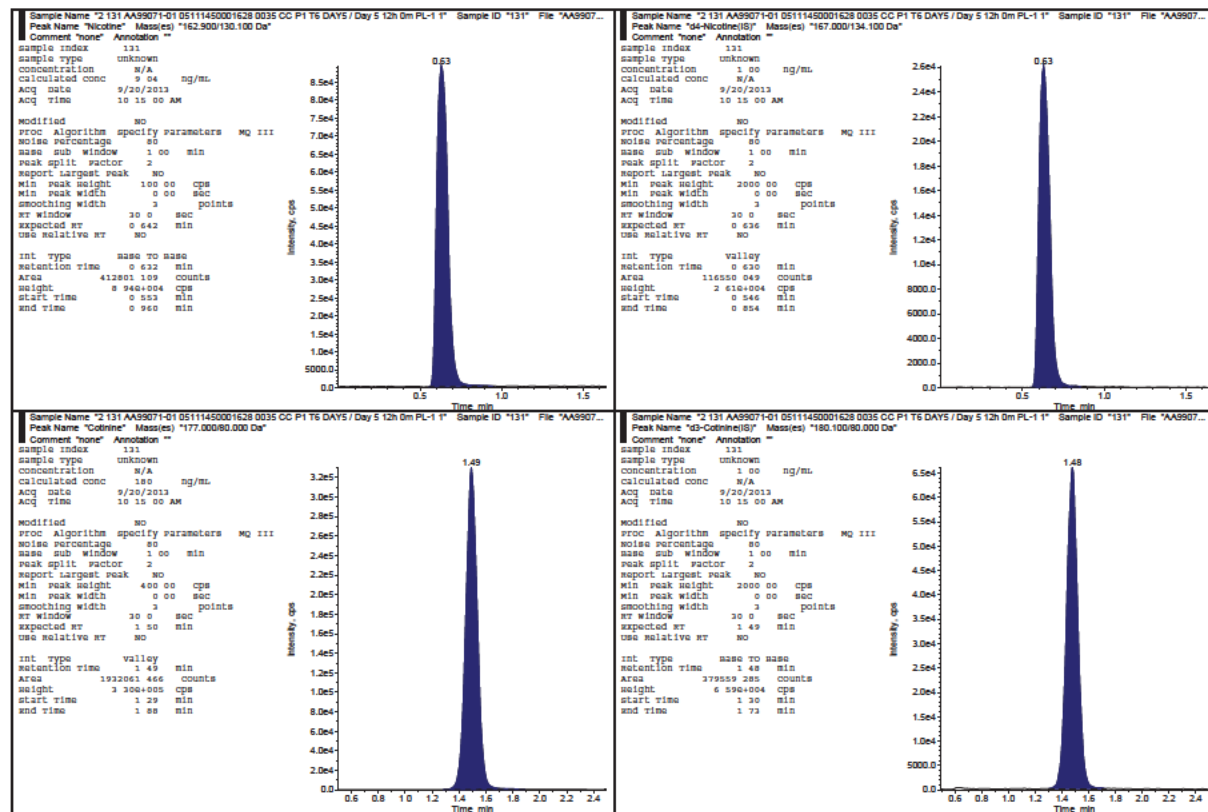 Sample Name "2 131 AA99071-01 0511145001628 0035 CC P1 T6 DAY5 / Day 5 12h 0m PL-1 1" Sample ID "131" File "AA9907...
Peak Name "Nicotine" Mass(es) "162.900/130.100 Da"
Comment "none" Annotation ""
sample Index 131
sample Type unknown
concentration N/A
calculated conc 9 04 ng/mL
Acq Date 9/20/2013
Acq Time 10 15 00 AM
Modified NO
Proc Algorithm specify Parameters MQ III
Noise Percentage 80
Base sub window 1 00 min
Peak split Factor 2
Report Largest Peak NO
Min Peak Height 100 00 cps
Min Peak width 0 00 sec
smoothing width 3 points
RT window 30 0 sec
Expected RT 0 642 min
use Relative RT NO
Int Type Base To Base
Retention Time 0 632 min
Area 412801 109 counts
Height 8 94e+004 cps
start Time 0 553 min
End Time 0 960 min
0.63
Intensity, cps
8.5e4
8.0e4
7.5e4
7.0e4
6.5e4
6.0e4
5.5e4
5.0e4
4.5e4
4.0e4
3.5e4
3.0e4
2.5e4
2.0e4
1.5e4
1.0e4
5000.0
0.0
0.5 1.0 1.5
Time, min
Sample Name "2 131 AA99071-01 0511145001628 0035 CC P1 T6 DAY5 / Day 5 12h 0m PL-1 1" Sample ID "131" File "AA9907...
Peak Name "d4-Nicotine(IS)" Mass(es) "167.000/134.100 Da"
Comment "none" Annotation ""
sample Index 131
sample Type unknown
concentration 1 00 ng/mL
calculated conc N/A
Acq Date 9/20/2013
Acq Time 10 15 00 AM
Modified NO
Proc Algorithm specify Parameters MQ III
Noise Percentage 80
Base sub window 1 00 min
Peak split Factor 2
Report Largest Peak NO
Min Peak Height 2000 00 cps
Min Peak width 0 00 sec
smoothing width 3 points
RT window 30 0 sec
Expected RT 0 636 min
use Relative RT NO
Int Type valley
Retention Time 0 630 min
Area 116550 049 counts
Height 2 61e+004 cps
start Time 0 546 min
End Time 0 854 min
0.63
Intensity, cps
2.6e4
2.4e4
2.2e4
2.0e4
1.8e4
1.6e4
1.4e4
1.2e4
1.0e4
8000.0
6000.0
4000.0
2000.0
0.0
0.5 1.0 1.5
Time, min
Sample Name "2 131 AA99071-01 0511145001628 0035 CC P1 T6 DAY5 / Day 5 12h 0m PL-1 1" Sample ID "131" File "AA9907...
Peak Name "Cotinine" Mass(es) "177.000/80.000 Da"
Comment "none" Annotation ""
sample Index 131
sample Type unknown
concentration N/A
calculated conc 180 ng/mL
Acq Date 9/20/2013
Acq Time 10 15 00 AM
Modified NO
Proc Algorithm specify Parameters MQ III
Noise Percentage 80
Base sub window 1 00 min
Peak split Factor 2
Report Largest Peak NO
Min Peak Height 400 00 cps
Min Peak width 0 00 sec
smoothing width 3 points
RT window 30 0 sec
Expected RT 1 50 min
use Relative RT NO
Int Type valley
Retention Time 1 49 min
Area 1932061 466 counts
Height 3 30e+005 cps
start Time 1 29 min
End Time 1 88 min
1.49
Intensity, cps
3.2e5
3.0e5
2.8e5
2.6e5
2.4e5
2.2e5
2.0e5
1.8e5
1.6e5
1.4e5
1.2e5
1.0e5
8.0e4
6.0e4
4.0e4
2.0e4
0.0
0.6 0.8 1.0 1.2 1.4 1.6 1.8 2.0 2.2 2.4
Time, min
Sample Name "2 131 AA99071-01 0511145001628 0035 CC P1 T6 DAY5 / Day 5 12h 0m PL-1 1" Sample ID "131" File "AA9907...
Peak Name "d3-Cotinine(IS)" Mass(es) "180.100/80.000 Da"
Comment "none" Annotation ""
sample Index 131
sample Type unknown
concentration 1 00 ng/mL
calculated conc N/A
Acq Date 9/20/2013
Acq Time 10 15 00 AM
Modified NO
Proc Algorithm specify Parameters MQ III
Noise Percentage 80
Base sub window 1 00 min
Peak split Factor 2
Report Largest Peak NO
Min Peak Height 2000 00 cps
Min Peak width 0 00 sec
smoothing width 3 points
RT window 30 0 sec
Expected RT 1 49 min
use Relative RT NO
Int Type Base To Base
Retention Time 1 48 min
Area 379559 285 counts
Height 6 59e+004 cps
start Time 1 30 min
End Time 1 73 min
1.48
Intensity, cps
6.5e4
6.0e4
5.5e4
5.0e4
4.5e4
4.0e4
3.5e4
3.0e4
2.5e4
2.0e4
1.5e4
1.0e4
5000.0
0.0
0.6 0.8 1.0 1.2 1.4 1.6 1.8 2.0 2.2 2.4
Time, min